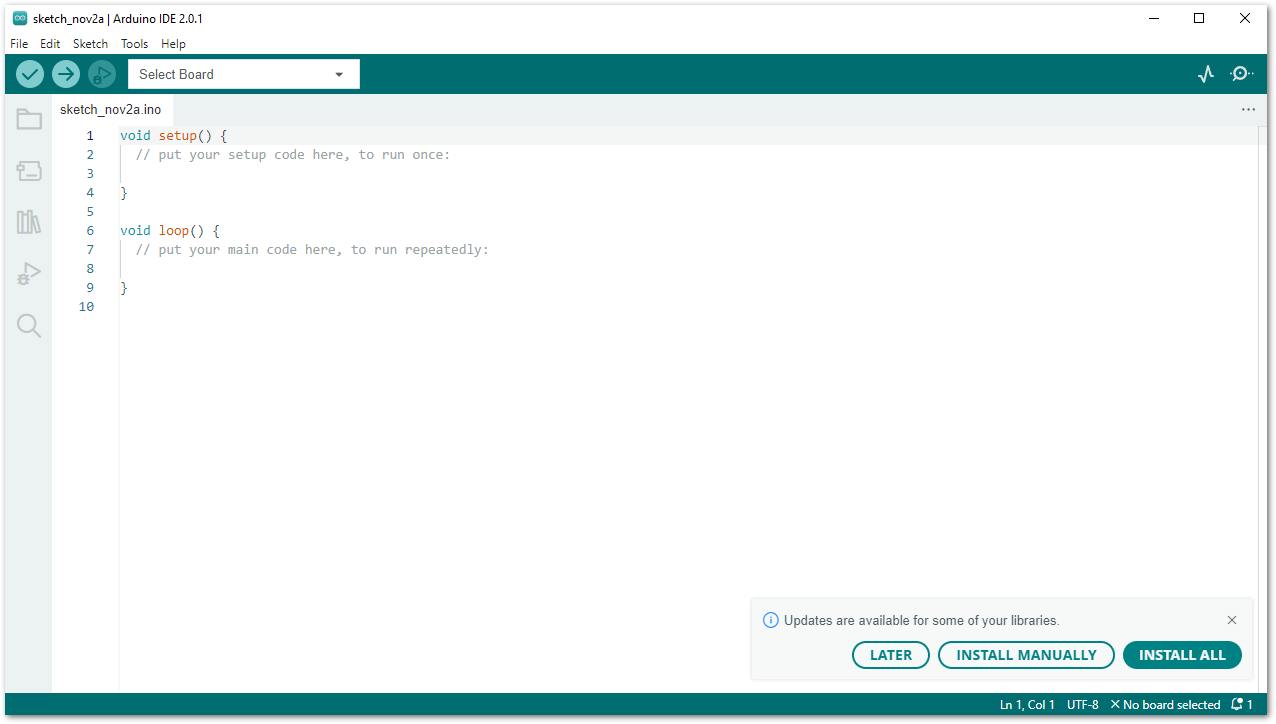 sketch_nov2a | Arduino IDE 2.0.1
File Edit Sketch Tools Help
Select Board
sketch_nov2a.ino
1 void setup() {
2 // put your setup code here, to run once:
3
4 }
5
6 void loop() {
7 // put your main code here, to run repeatedly:
8
9 }
10
Updates are available for some of your libraries.
LATER INSTALL MANUALLY INSTALL ALL
Ln 1, Col 1 UTF-8 No board selected 1